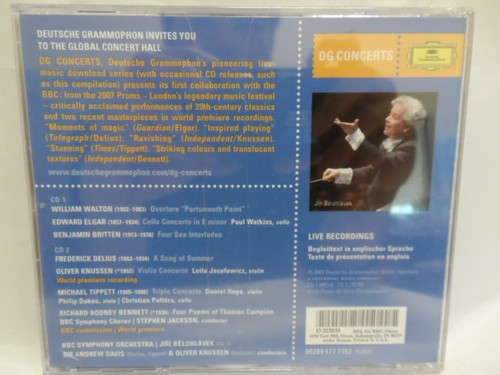 DEUTSCHE GRAMMOPHON INVITES YOU
TO THE GLOBAL CONCERT HALL
DG CONCERTS, Deutsche Grammophon's pioneering live-
music download series (with occasional CD releases, such
as this compilation) presents its first collaboration with the
BBC: from the 2007 Proms – London's legendary music festival
– critically acclaimed performances of 20th-century classics
and two recent masterpieces in world premiere recordings.
"Moments of magic" (Guardian/Elgar). "Inspired playing"
(Telegraph/Delius). "Ravishing" (Independent/Knussen).
"Stunning" (Times/Tippett). "Striking colours and translucent
textures" (Independent/Bennett).
www.deutschegrammophon.com/dg-concerts
CD 1
WILLIAM WALTON (1902–1983) Overture "Portsmouth Point"
EDWARD ELGAR (1857–1934) Cello Concerto in E minor Paul Watkins, cello
BENJAMIN BRITTEN (1913–1976) Four Sea Interludes
CD 2
FREDERICK DELIUS (1862–1934) A Song of Summer
OLIVER KNUSSEN (*1952) Violin Concerto Leila Josefowicz, violin
World premiere recording
MICHAEL TIPPETT (1905–1998) Triple Concerto Daniel Hope, violin
Philip Dukes, viola | Christian Poltéra, cello
RICHARD RODNEY BENNETT (*1936) Four Poems of Thomas Campion
BBC Symphony Chorus | STEPHEN JACKSON, conductor
BBC commission | World premiere
BBC SYMPHONY ORCHESTRA | JIŘÍ BĚLOHLÁVEK CD 1
SIR ANDREW DAVIS (Delius, Tippett) & OLIVER KNUSSEN (Knussen) conductors
DG CONCERTS
Deutsche
Grammophon
Jiří Bělohlávek
LIVE RECORDINGS
Begleittext in englischer Sprache
Texte de présentation en anglais
00289 477 7352